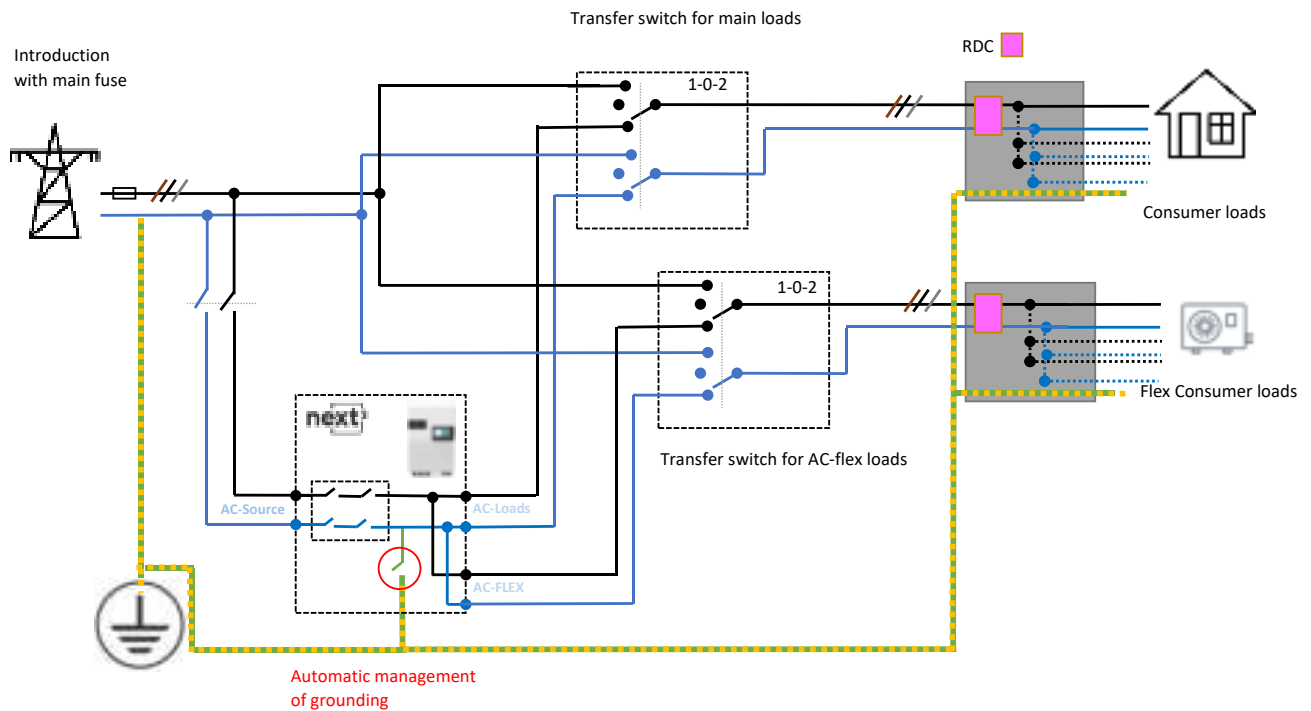 Transfer switch for main loads
Introduction
with main fuse
RDC
1-0-2
Consumer loads
1-0-2
Flex Consumer loads
next
Transfer switch for AC-flex loads
AC-Source
AC-Loads
AC-FLEX
Automatic management
of grounding